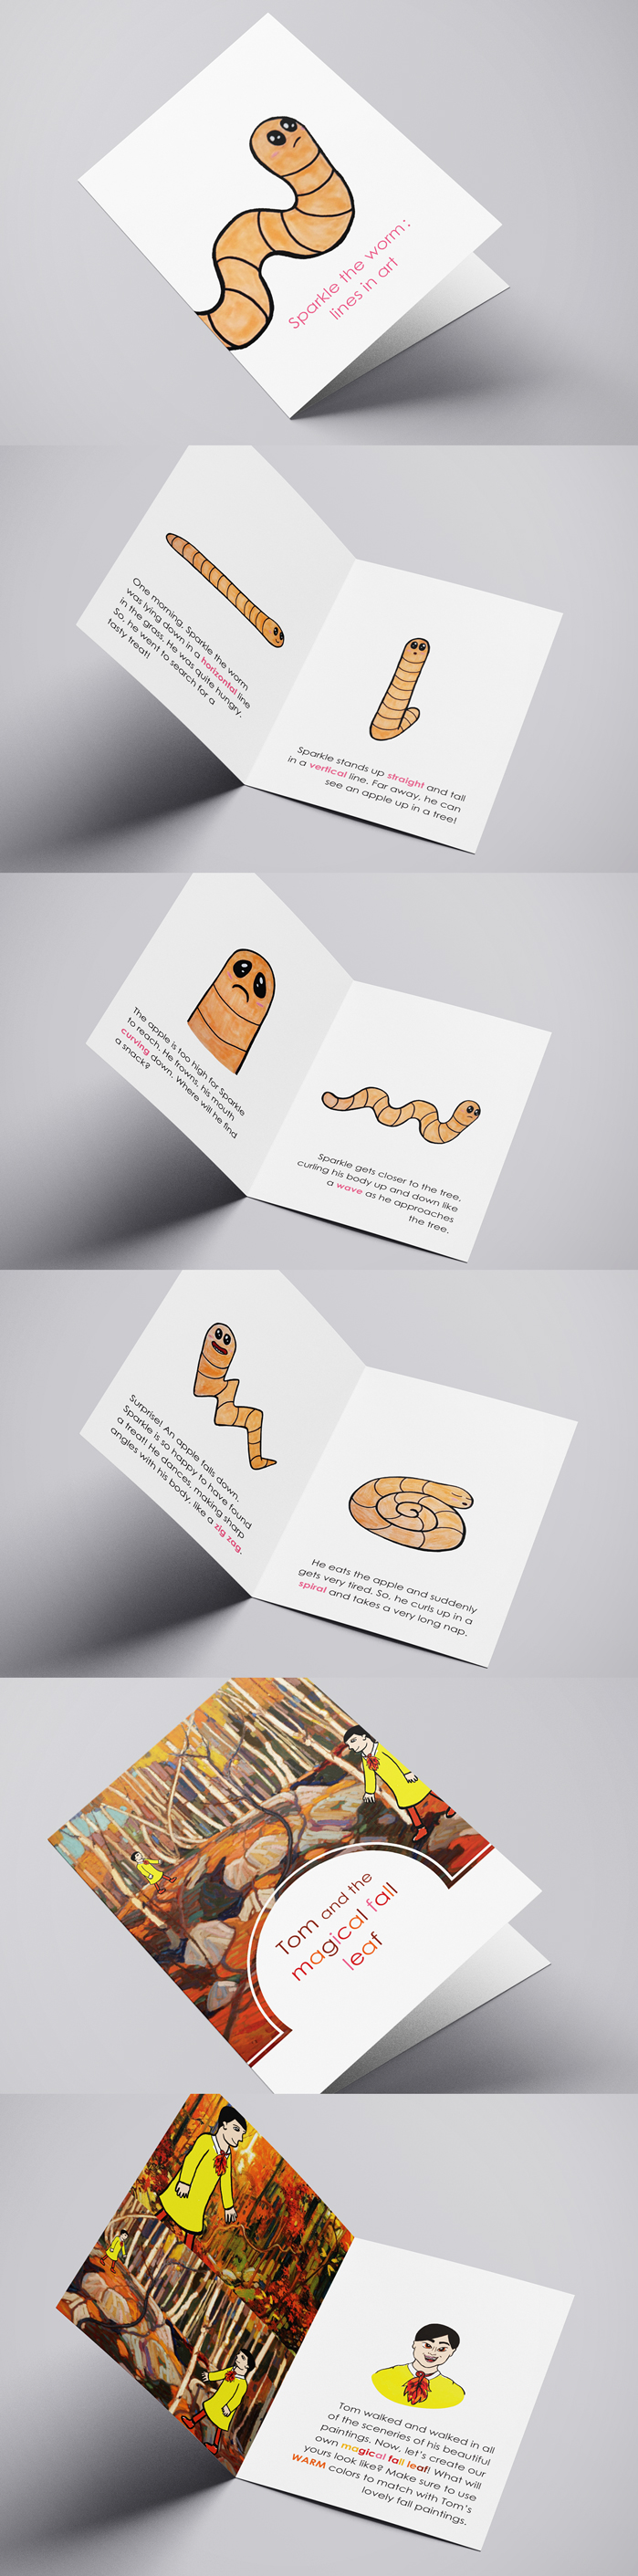 Sparkle the worm:
lines in art
One morning, Sparkle the worm
was lying down in a horizontal line
in the grass. He was quite hungry.
So, he went to search for a
tasty treat!
Sparkle stands up straight and tall
in a vertical line. Far away, he can
see an apple up in a tree!
The apple is too high for Sparkle
to reach. He frowns, his mouth
curving down. Where will he find
a snack?
Sparkle gets closer to the tree,
curling his body up and down like
a wave as he approaches
the tree.
Surprise! An apple falls down.
Sparkle is so happy to have found
a treat! He dances, making sharp
angles with his body, like a zig zag.
He eats the apple and suddenly
gets very tired. So, he curls up in a
spiral and takes a very long nap.
Tom and the
magical fall
leaf
Tom walked and walked in all
of the sceneries of his beautiful
paintings. Now, let's create our
own magical fall leaf! What will
yours look like? Make sure to use
WARM colors to match with Tom's
lovely fall paintings.